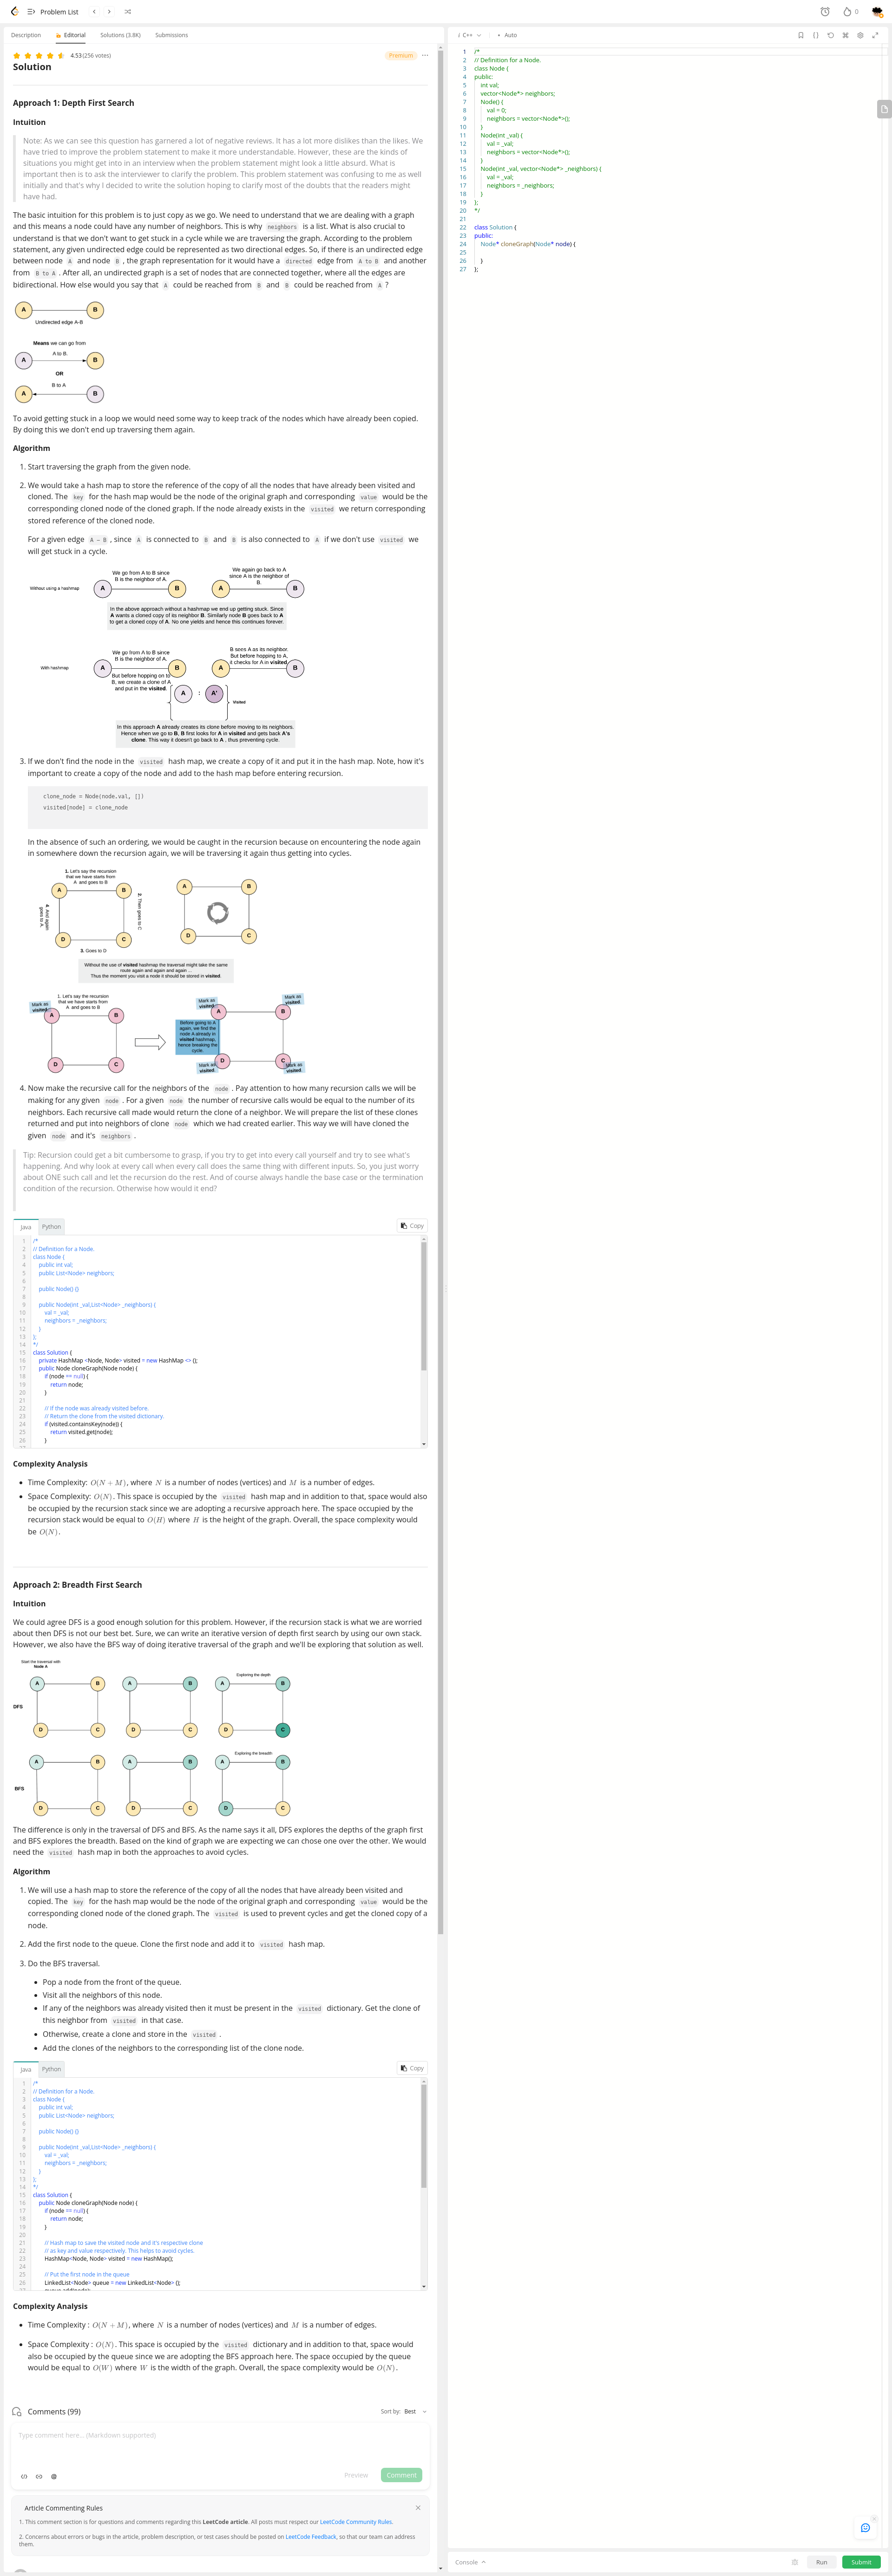 Problem List
0
Description
Editorial
Solutions (3.8K)
Submissions
4.53 (256 votes)
Premium
Solution
Approach 1: Depth First Search
Intuition
Note: As we can see this question has garnered a lot of negative reviews. It has a lot more dislikes than the likes. We
have tried to improve the problem statement to make it more understandable. However, these are the kinds of
situations you might get into in an interview when the problem statement might look a little absurd. What is
important then is to ask the interviewer to clarify the problem. This problem statement was confusing to me as well
initially and that's why I decided to write the solution hoping to clarify most of the doubts that the readers might
have had.
The basic intuition for this problem is to just copy as we go. We need to understand that we are dealing with a graph
and this means a node could have any number of neighbors. This is why neighbors is a list. What is also crucial to
understand is that we don't want to get stuck in a cycle while we are traversing the graph. According to the problem
statement, any given undirected edge could be represented as two directional edges. So, if there is an undirected edge
between node A and node B , the graph representation for it would have a directed edge from A to B and another
from B to A . After all, an undirected graph is a set of nodes that are connected together, where all the edges are
bidirectional. How else would you say that A could be reached from B and B could be reached from A ?
A B
Undirected edge A-B
Means we can go from
A to B.
A B
OR
B to A
A B
To avoid getting stuck in a loop we would need some way to keep track of the nodes which have already been copied.
By doing this we don't end up traversing them again.
Algorithm
1. Start traversing the graph from the given node.
2. We would take a hash map to store the reference of the copy of all the nodes that have already been visited and
cloned. The key for the hash map would be the node of the original graph and corresponding value would be the
corresponding cloned node of the cloned graph. If the node already exists in the visited we return corresponding
stored reference of the cloned node.
For a given edge A - B , since A is connected to B and B is also connected to A if we don't use visited we
will get stuck in a cycle.
We go from A to B since
B is the neighbor of A.
We again go back to A
since A is the neighbor of
B.
Without using a hashmap
A B A B
In the above approach without a hashmap we end up getting stuck. Since
A wants a cloned copy of its neighbor B. Similarly node B goes back to A
to get a cloned copy of A. No one yields and hence this continues forever.
We go from A to B since
B is the neighbor of A.
B sees A as its neighbor.
But before hopping to A,
it checks for A in visited.
With hashmap
A B A B
But before hopping on to
B, we create a clone of A
and put in the visited.
A : A'
Visited
In this approach A already creates its clone before moving to its neighbors.
Hence when we go to B, B first looks for A in visited and gets back A's
clone. This way it doesn't go back to A , thus preventing cycle.
3. If we don't find the node in the visited hash map, we create a copy of it and put it in the hash map. Note, how it's
important to create a copy of the node and add to the hash map before entering recursion.
clone_node = Node(node.val, [])
visited[node] = clone_node
In the absence of such an ordering, we would be caught in the recursion because on encountering the node again
in somewhere down the recursion again, we will be traversing it again thus getting into cycles.
1. Let's say the recursion
that we have starts from
A and goes to B
A B
2. Then goes to C
4. And again
goes to A.
D C
3. Goes to D
A B
D C
Without the use of visited hashmap the traversal might take the same
route again and again and again ...
Thus the moment you visit a node it should be stored in visited.
1. Let's say the recursion
that we have starts from
A and goes to B
Mark as
visited.
A B
D C
Mark as
visited.
Mark as
visited.
A B
Before going to A
again, we find the
node A already in
visited hashmap,
hence breaking the
cycle.
D C
Mark as
visited.
Mark as
visited.
4. Now make the recursive call for the neighbors of the node . Pay attention to how many recursion calls we will be
making for any given node . For a given node the number of recursive calls would be equal to the number of its
neighbors. Each recursive call made would return the clone of a neighbor. We will prepare the list of these clones
returned and put into neighbors of clone node which we had created earlier. This way we will have cloned the
given node and it's neighbors .
Tip: Recursion could get a bit cumbersome to grasp, if you try to get into every call yourself and try to see what's
happening. And why look at every call when every call does the same thing with different inputs. So, you just worry
about ONE such call and let the recursion do the rest. And of course always handle the base case or the termination
condition of the recursion. Otherwise how would it end?
Java
Python
Copy
1 /*
2 // Definition for a Node.
3 class Node {
4 public int val;
5 public List<Node> neighbors;
6
7 public Node() {}
8
9 public Node(int _val,List<Node> _neighbors) {
10 val = _val;
11 neighbors = _neighbors;
12 }
13 };
14 */
15 class Solution {
16 private HashMap <Node, Node> visited = new HashMap <> ();
17 public Node cloneGraph(Node node) {
18 if (node == null) {
19 return node;
20 }
21
22 // If the node was already visited before.
23 // Return the clone from the visited dictionary.
24 if (visited.containsKey(node)) {
25 return visited.get(node);
26 }
Complexity Analysis
Time Complexity: O(N + M), where N is a number of nodes (vertices) and M is a number of edges.
Space Complexity: O(N). This space is occupied by the visited hash map and in addition to that, space would also
be occupied by the recursion stack since we are adopting a recursive approach here. The space occupied by the
recursion stack would be equal to O(H) where H is the height of the graph. Overall, the space complexity would
be O(N).
Approach 2: Breadth First Search
Intuition
We could agree DFS is a good enough solution for this problem. However, if the recursion stack is what we are worried
about then DFS is not our best bet. Sure, we can write an iterative version of depth first search by using our own stack.
However, we also have the BFS way of doing iterative traversal of the graph and we'll be exploring that solution as well.
Start the traversal with
Node A
Exploring the depth
A B A B A B
DFS
D C D C D C
Exploring the breadth
A B A B A B
BFS
D C D C D C
The difference is only in the traversal of DFS and BFS. As the name says it all, DFS explores the depths of the graph first
and BFS explores the breadth. Based on the kind of graph we are expecting we can chose one over the other. We would
need the visited hash map in both the approaches to avoid cycles.
Algorithm
1. We will use a hash map to store the reference of the copy of all the nodes that have already been visited and
copied. The key for the hash map would be the node of the original graph and corresponding value would be the
corresponding cloned node of the cloned graph. The visited is used to prevent cycles and get the cloned copy of a
node.
2. Add the first node to the queue. Clone the first node and add it to visited hash map.
3. Do the BFS traversal.
Pop a node from the front of the queue.
Visit all the neighbors of this node.
If any of the neighbors was already visited then it must be present in the visited dictionary. Get the clone of
this neighbor from visited in that case.
Otherwise, create a clone and store in the visited .
Add the clones of the neighbors to the corresponding list of the clone node.
Java
Python
Copy
1 /*
2 // Definition for a Node.
3 class Node {
4 public int val;
5 public List<Node> neighbors;
6
7 public Node() {}
8
9 public Node(int _val,List<Node> _neighbors) {
10 val = _val;
11 neighbors = _neighbors;
12 }
13 };
14 */
15 class Solution {
16 public Node cloneGraph(Node node) {
17 if (node == null) {
18 return node;
19 }
20
21 // Hash map to save the visited node and it's respective clone
22 // as key and value respectively. This helps to avoid cycles.
23 HashMap<Node, Node> visited = new HashMap();
24
25 // Put the first node in the queue
26 LinkedList<Node> queue = new LinkedList<Node> ();
Complexity Analysis
Time Complexity : O(N + M), where N is a number of nodes (vertices) and M is a number of edges.
Space Complexity : O(N). This space is occupied by the visited dictionary and in addition to that, space would
also be occupied by the queue since we are adopting the BFS approach here. The space occupied by the queue
would be equal to O(W) where W is the width of the graph. Overall, the space complexity would be O(N).
Comments (99)
Sort by: Best
Type comment here... (Markdown supported)
Preview
Comment
Article Commenting Rules
1. This comment section is for questions and comments regarding this LeetCode article. All posts must respect our LeetCode Community Rules.
2. Concerns about errors or bugs in the article, problem description, or test cases should be posted on LeetCode Feedback, so that our team can address
them.
i C++
Auto
1 /*
2 // Definition for a Node.
3 class Node {
4 public:
5 int val;
6 vector<Node*> neighbors;
7 Node() {
8 val = 0;
9 neighbors = vector<Node*>();
10 }
11 Node(int _val) {
12 val = _val;
13 neighbors = vector<Node*>();
14 }
15 Node(int _val, vector<Node*> _neighbors) {
16 val = _val;
17 neighbors = _neighbors;
18 }
19 };
20 */
21
22 class Solution {
23 public:
24 Node* cloneGraph(Node* node) {
25
26 }
27 };
Console
Run
Submit